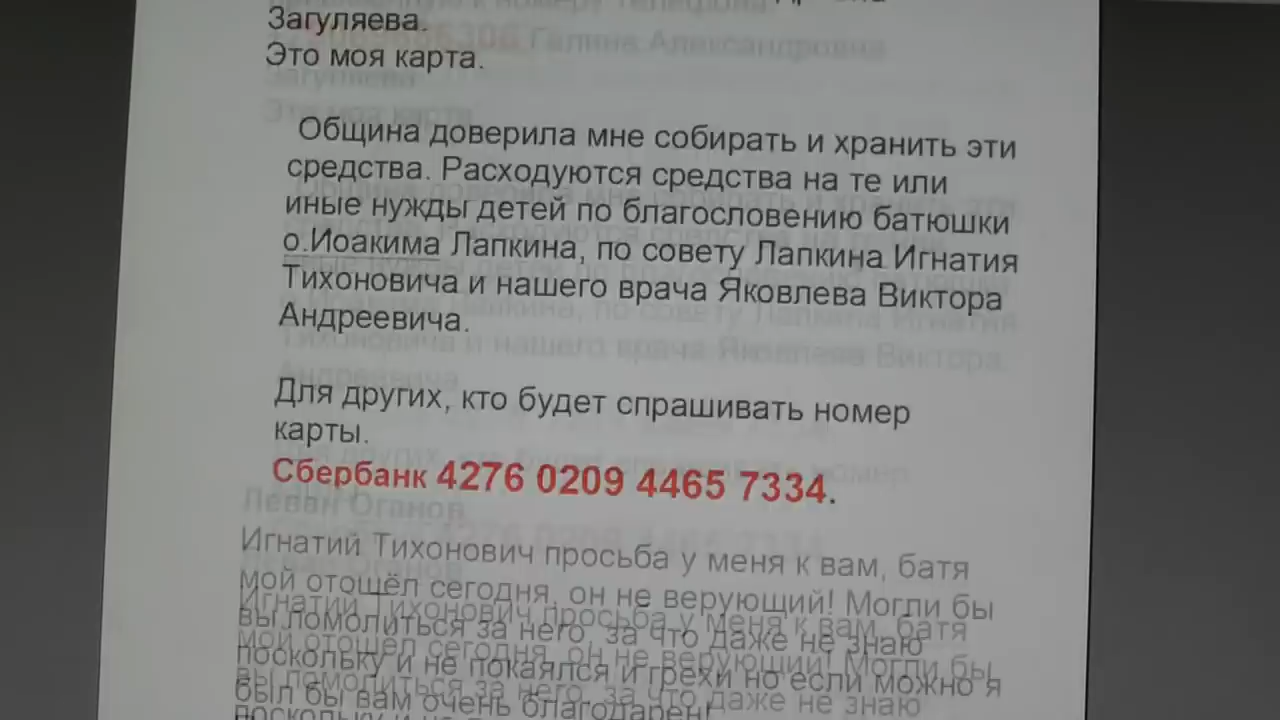 Загуляева.
Это моя карта.
Община доверила мне собирать и хранить эти
средства. Расходуются средства на те или
иные нужды детей по благословению батюшки
о.Иоакима Лапкина, по совету Лапкина Игнатия
Тихоновича и нашего врача Яковлева Виктора
Андреевича.
Для других, кто будет спрашивать номер
карты.
Сбербанк 4276 0209 4465 7334.
Леван Оганов
Игнатий Тихонович просьба у меня к вам, батя
мой отошёл сегодня, он не верующий! Могли бы
вы помолиться за него, за что даже не знаю
поскольку и не покаялся и грехи но если можно я
был бы вам очень благодарен!